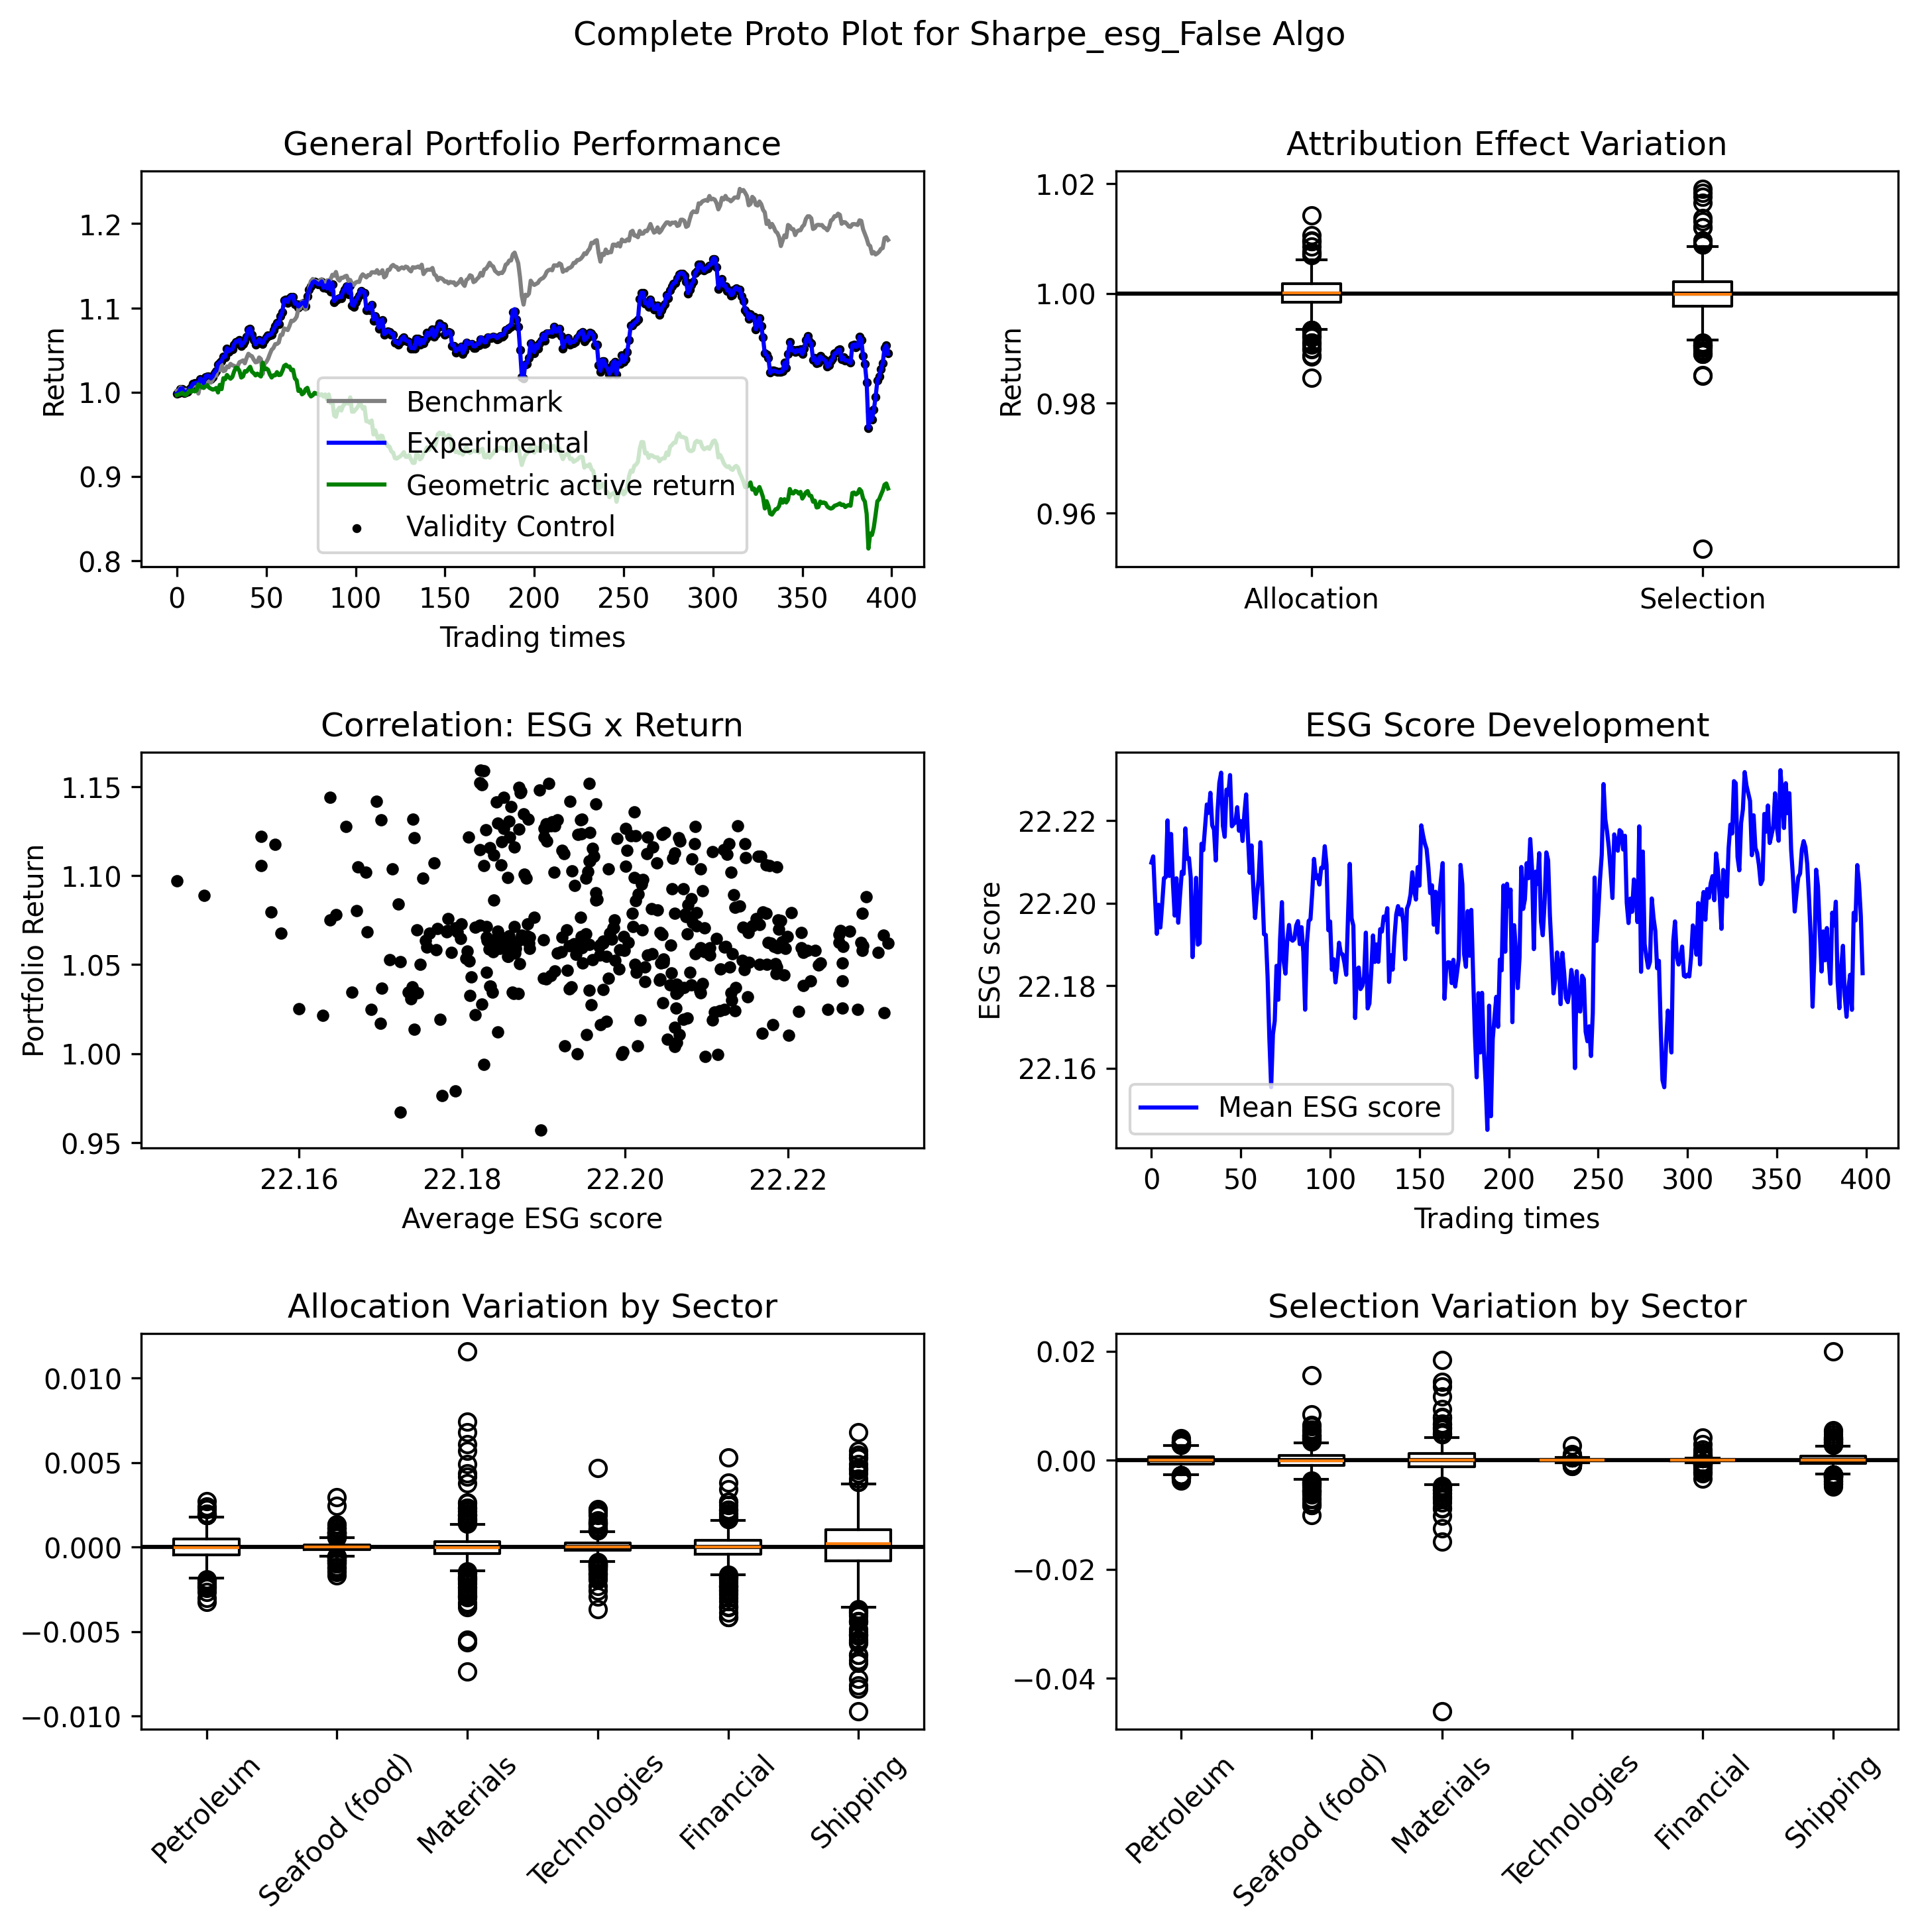 Complete Proto Plot for Sharpe_esg_False Algo
General Portfolio Performance
Return
1.2
1.1
1.0
0.9
0.8
Benchmark
Experimental
Geometric active return
Validity Control
0 50 100 150 200 250 300 350 400
Trading times
Attribution Effect Variation
Return
1.02
1.00
0.98
0.96
Allocation Selection
Correlation: ESG x Return
Portfolio Return
1.15
1.10
1.05
1.00
0.95
22.16 22.18 22.20 22.22
Average ESG score
ESG Score Development
ESG score
22.22
22.20
22.18
22.16
Mean ESG score
0 50 100 150 200 250 300 350 400
Trading times
Allocation Variation by Sector
0.010
0.005
0.000
−0.005
−0.010
Petroleum
Seafood (food)
Materials
Technologies
Financial
Shipping
Selection Variation by Sector
0.02
0.00
−0.02
−0.04
Petroleum
Seafood (food)
Materials
Technologies
Financial
Shipping